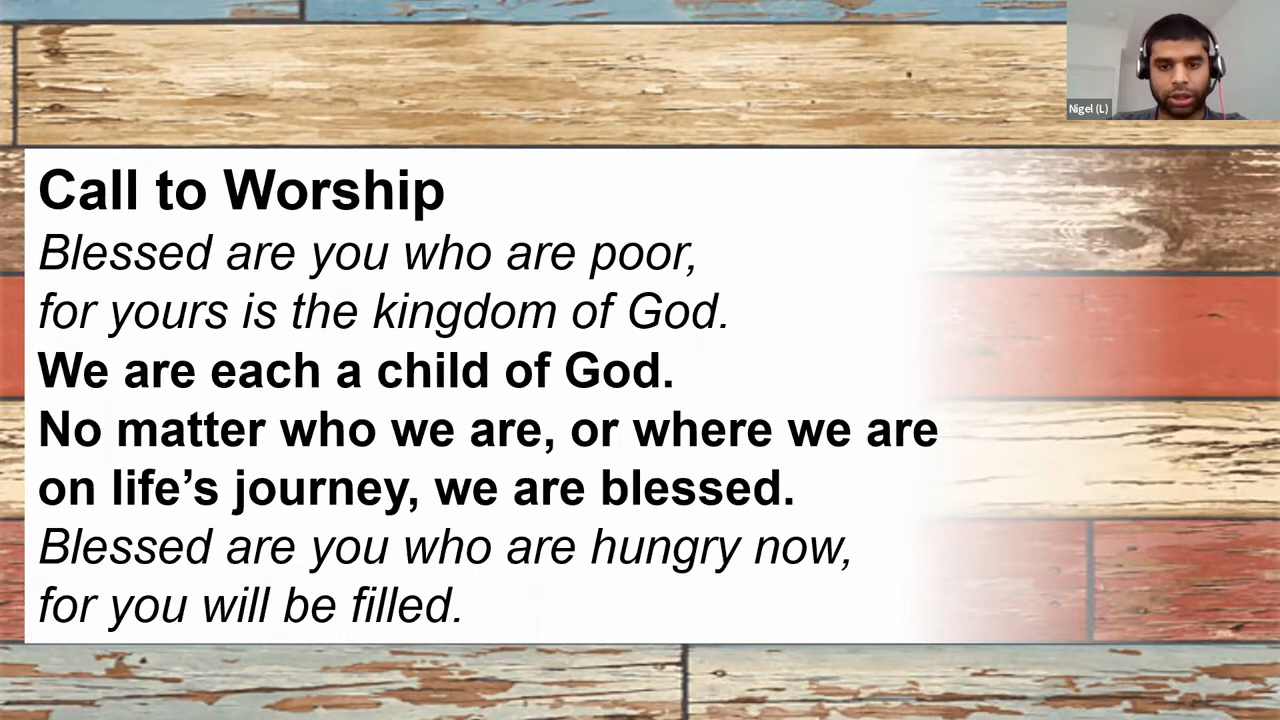 Nigel (L)
Call to Worship
Blessed are you who are poor,
for yours is the kingdom of God.
We are each a child of God.
No matter who we are, or where we are
on life’s journey, we are blessed.
Blessed are you who are hungry now,
for you will be filled.